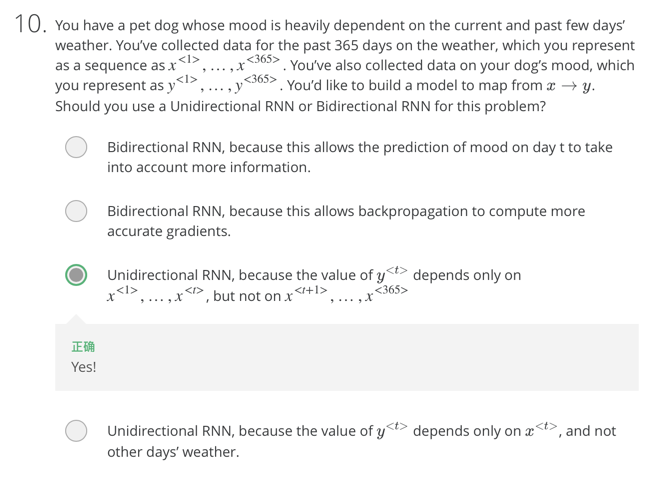 10. You have a pet dog whose mood is heavily dependent on the current and past few days’
weather. You’ve collected data for the past 365 days on the weather, which you represent
as a sequence as x<1>, … , x<365>. You’ve also collected data on your dog’s mood, which
you represent as y<1>, … , y<365>. You’d like to build a model to map from x → y.
Should you use a Unidirectional RNN or Bidirectional RNN for this problem?
Bidirectional RNN, because this allows the prediction of mood on day t to take
into account more information.
Bidirectional RNN, because this allows backpropagation to compute more
accurate gradients.
Unidirectional RNN, because the value of y<t> depends only on
x<1>, … , x<t>, but not on x<t+1>, … , x<365>
正确
Yes!
Unidirectional RNN, because the value of y<t> depends only on x<t>, and not
other days’ weather.